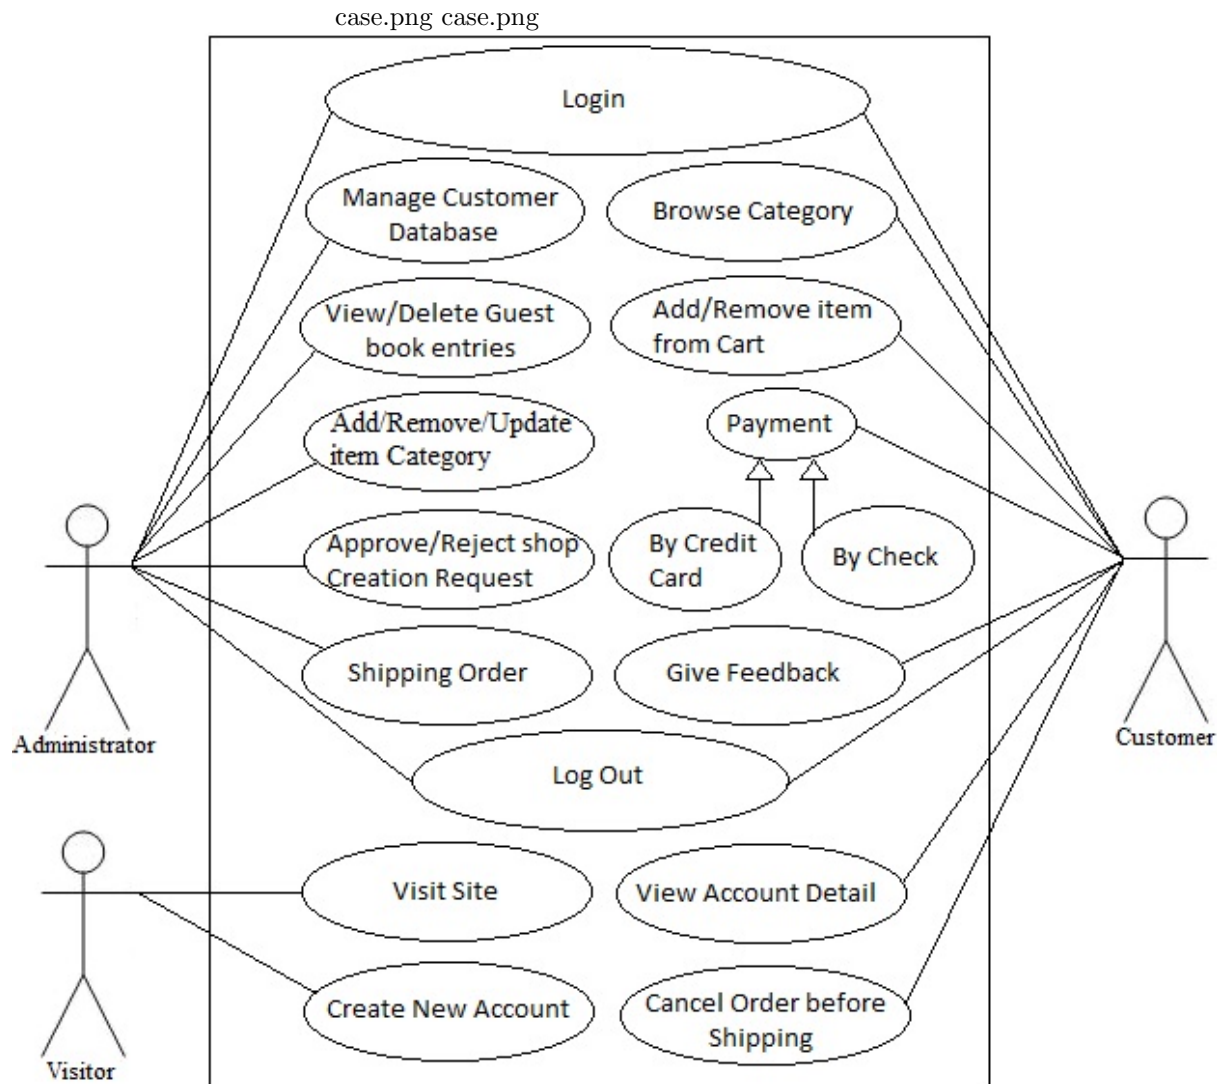 case.png case.png
Login
Manage Customer
Database
Browse Category
View/Delete Guest
book entries
Add/Remove item
from Cart
Add/Remove/Update
item Category
Payment
Approve/Reject shop
Creation Request
By Credit
Card
By Check
Shipping Order
Give Feedback
Administrator
Customer
Log Out
Visit Site
View Account Detail
Create New Account
Cancel Order before
Shipping
Visitor